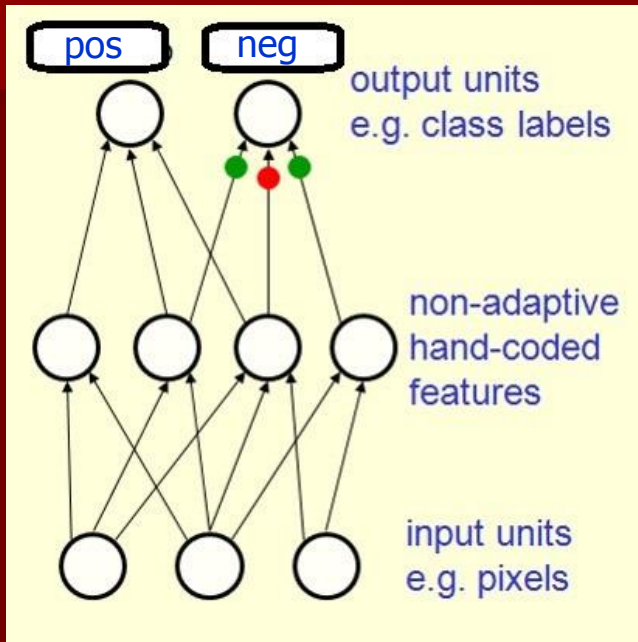 pos
neg
output units
e.g. class labels
non-adaptive
hand-coded
features
input units
e.g. pixels